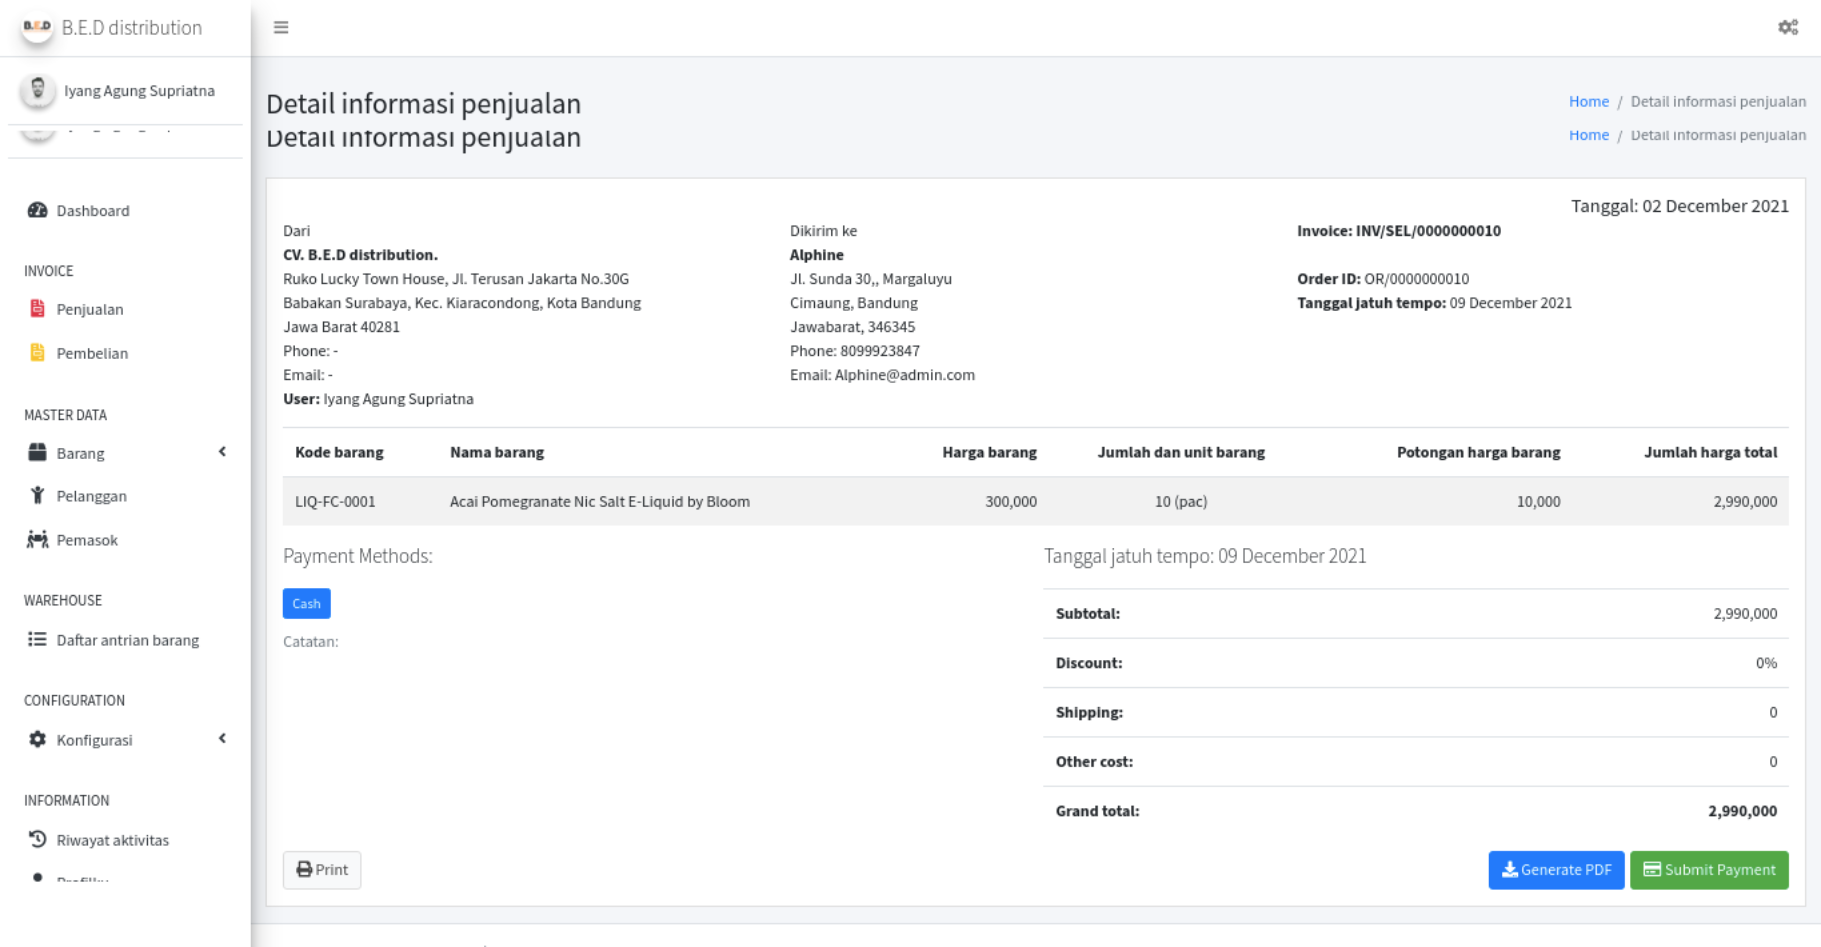 B.E.D B.E.D distribution
Iyang Agung Supriatna
Dashboard
INVOICE
Penjualan
Pembelian
MASTER DATA
Barang
Pelanggan
Pemasok
WAREHOUSE
Daftar antrian barang
CONFIGURATION
Konfigurasi
INFORMATION
Riwayat aktivitas
Detail informasi penjualan
Home / Detail informasi penjualan
Detail informasi penjualan
Home / Detail informasi penjualan
Tanggal: 02 December 2021
Dari
CV. B.E.D distribution.
Ruko Lucky Town House, Jl. Terusan Jakarta No.30G
Babakan Surabaya, Kec. Kiaracondong, Kota Bandung
Jawa Barat 40281
Phone: -
Email: -
User: Iyang Agung Supriatna
Dikirim ke
Alphine
Jl. Sunda 30,, Margaluyu
Cimaung, Bandung
Jawabarat, 346345
Phone: 8099923847
Email: Alphine@admin.com
Invoice: INV/SEL/0000000010
Order ID: OR/0000000010
Tanggal jatuh tempo: 09 December 2021
Kode barang Nama barang Harga barang Jumlah dan unit barang Potongan harga barang Jumlah harga total
LIQ-FC-0001 Acai Pomegranate Nic Salt E-Liquid by Bloom 300,000 10 (pac) 10,000 2,990,000
Payment Methods:
Cash
Catatan:
Tanggal jatuh tempo: 09 December 2021
Subtotal: 2,990,000
Discount: 0%
Shipping: 0
Other cost: 0
Grand total: 2,990,000
Print
Generate PDF
Submit Payment